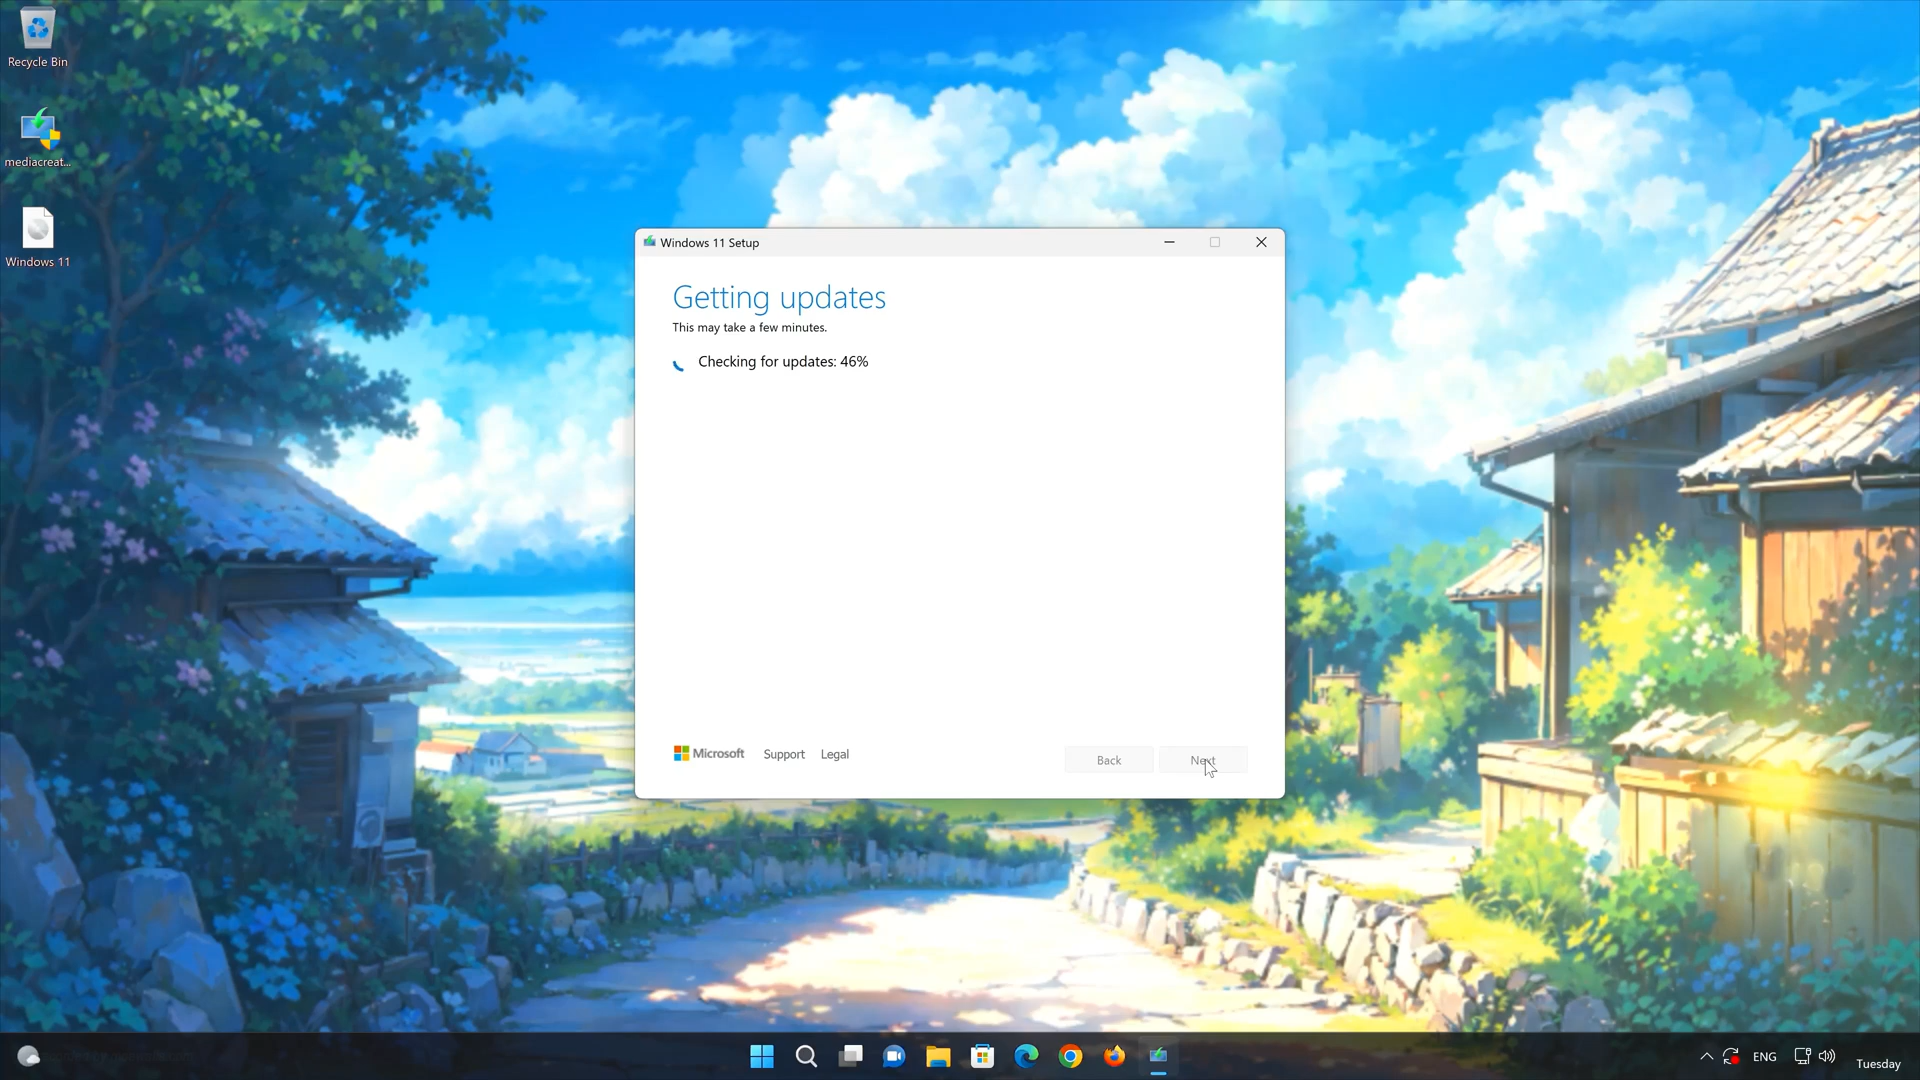 Recycle Bin
mediacreat...
Windows 11
Windows 11 Setup
Getting updates
This may take a few minutes.
Checking for updates: 46%
Microsoft
Support
Legal
Back
Next
ENG
Tuesday